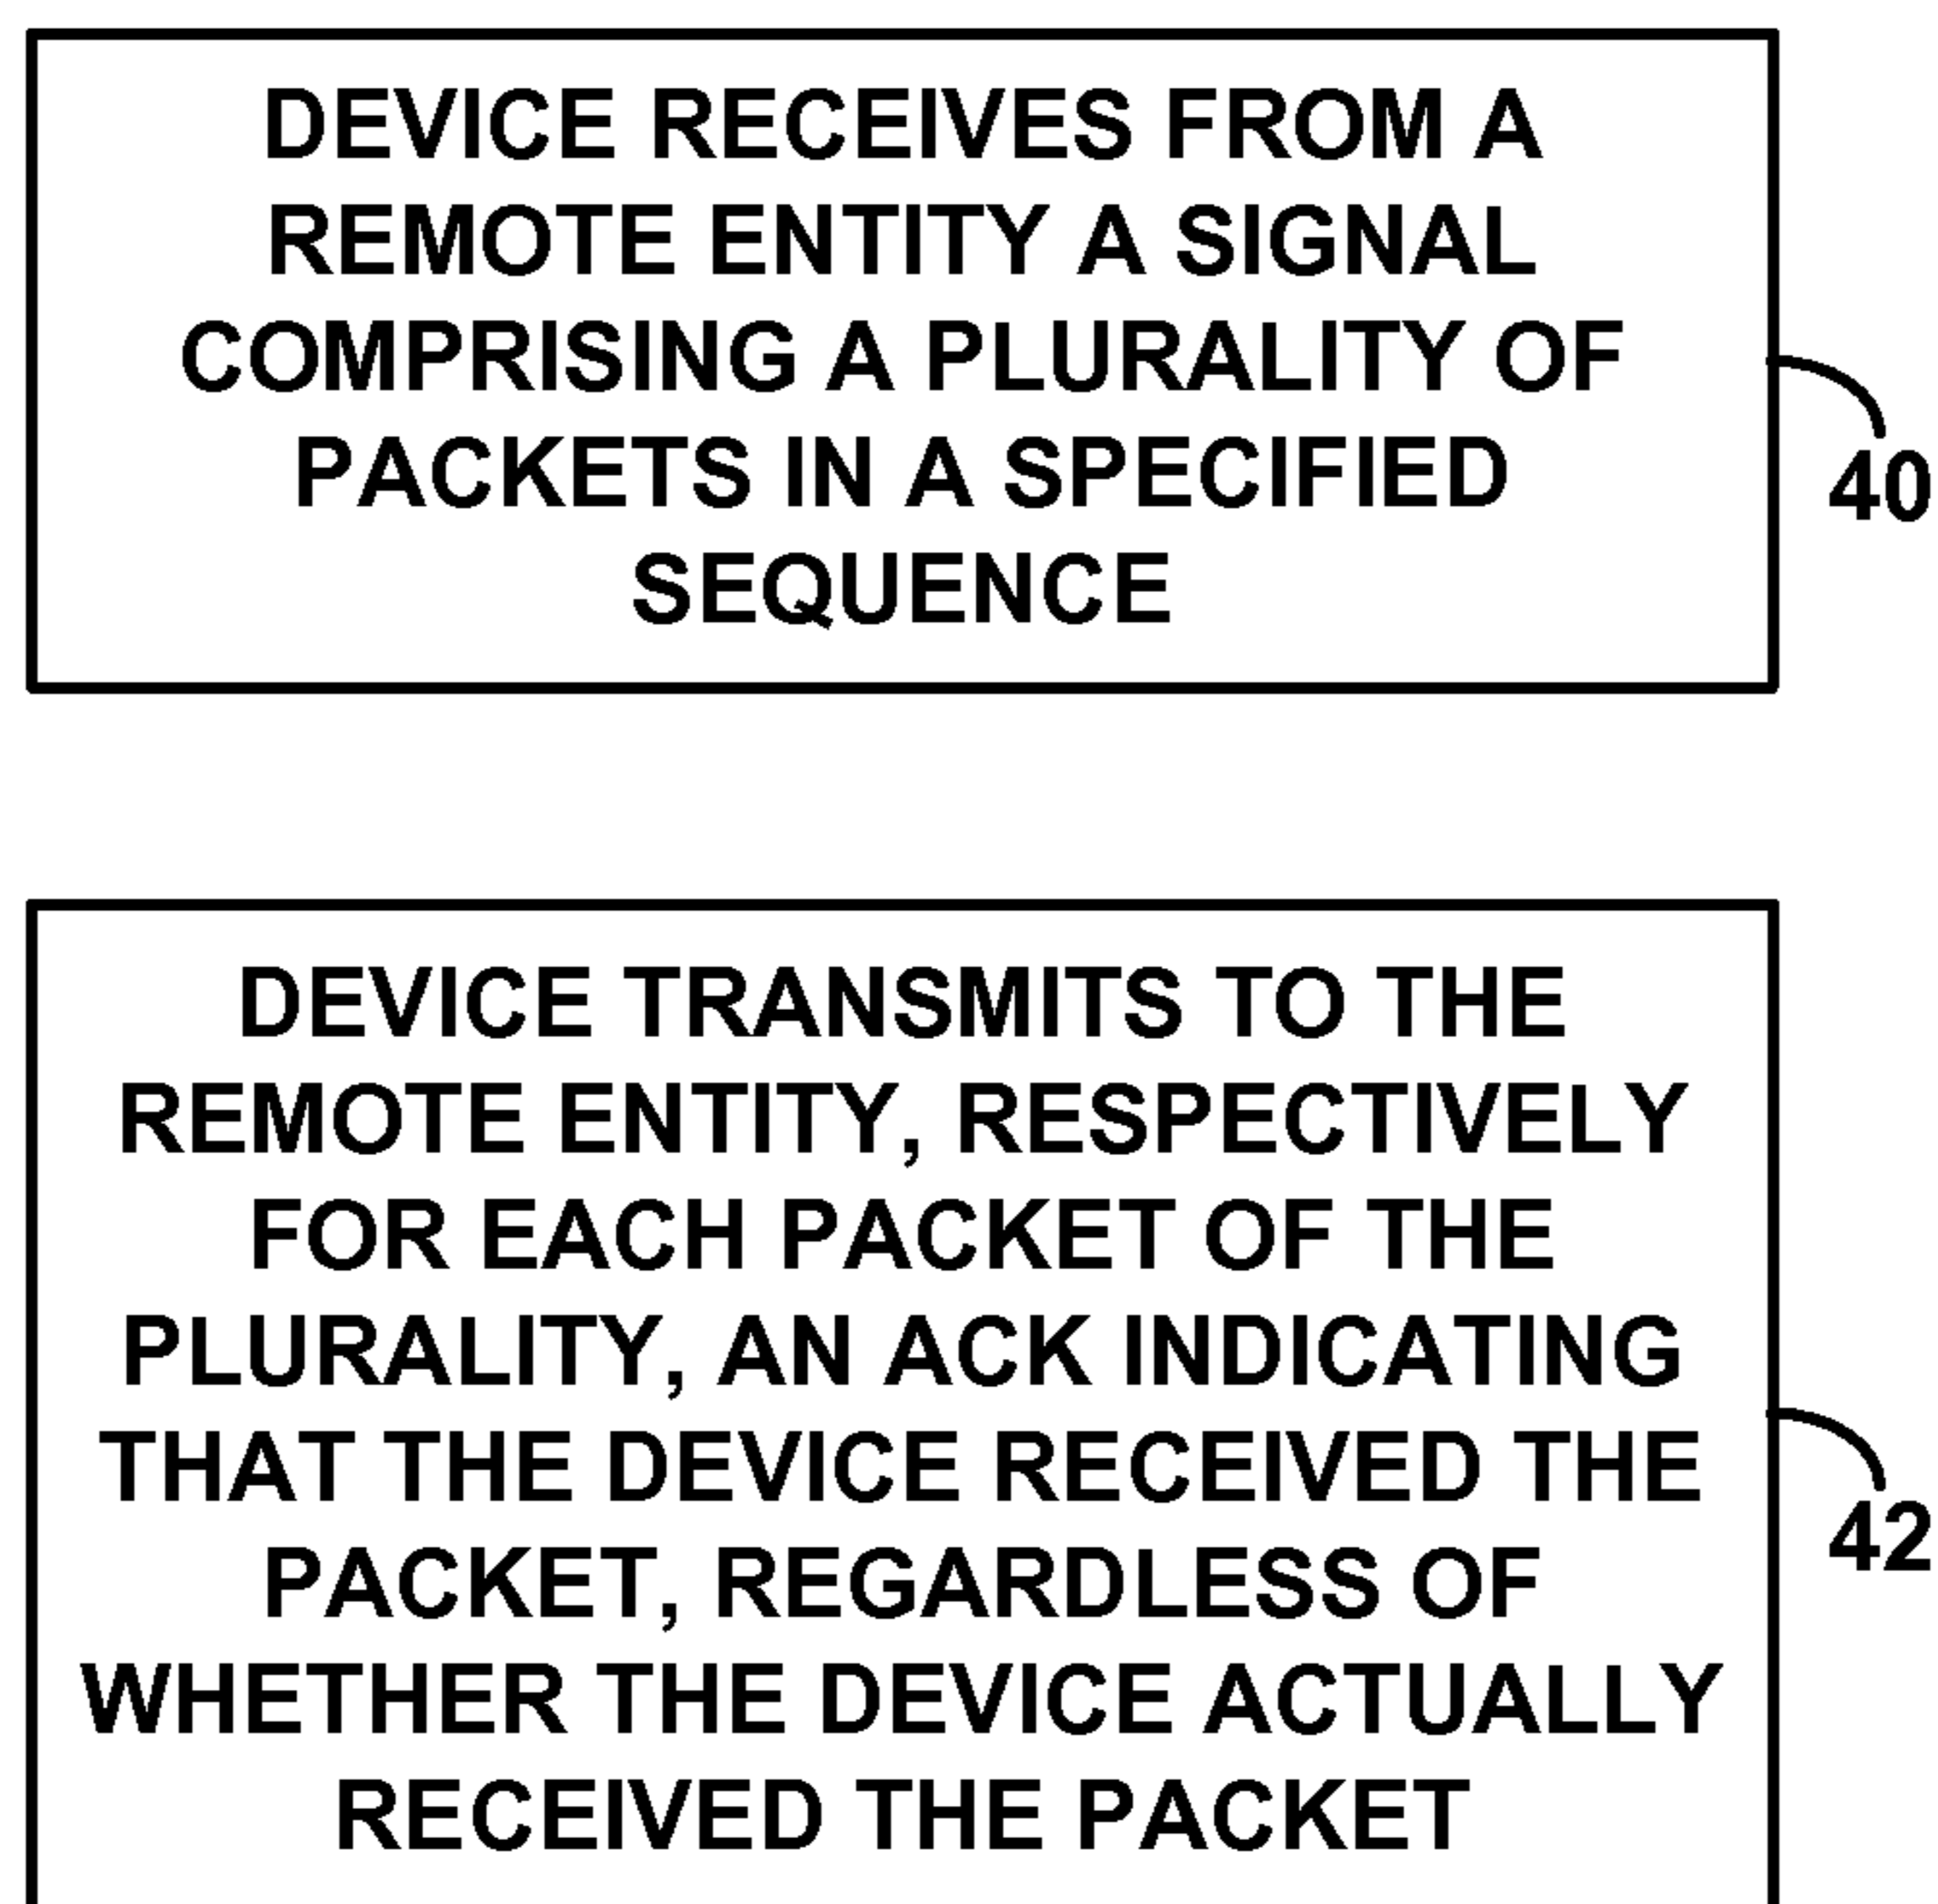 DEVICE RECEIVES FROM A
REMOTE ENTITY A SIGNAL
COMPRISING A PLURALITY OF
PACKETS IN A SPECIFIED
SEQUENCE
40
DEVICE TRANSMITS TO THE
REMOTE ENTITY, RESPECTIVELY
FOR EACH PACKET OF THE
PLURALITY, AN ACK INDICATING
THAT THE DEVICE RECEIVED THE
PACKET, REGARDLESS OF
WHETHER THE DEVICE ACTUALLY
RECEIVED THE PACKET
42